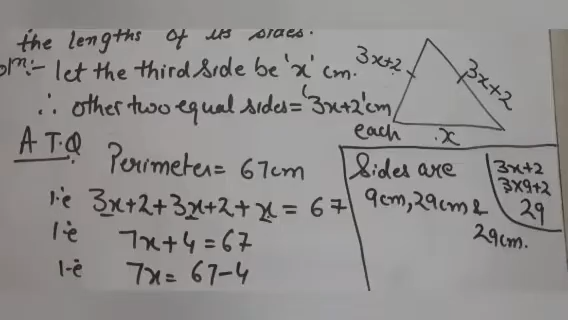 the lengths of its sides.
Solⁿ:- let the third side be 'x' cm.
∴ other two equal sides = '3x+2' cm
each
3x+2
3x+2
x
A.T.Q
Perimeter = 67cm
i.e 3x+2+3x+2+x = 67
i.e 7x+4=67
i.e 7x= 67-4
Sides are
9cm, 29cm &
29cm.
3x+2
3x9+2
29